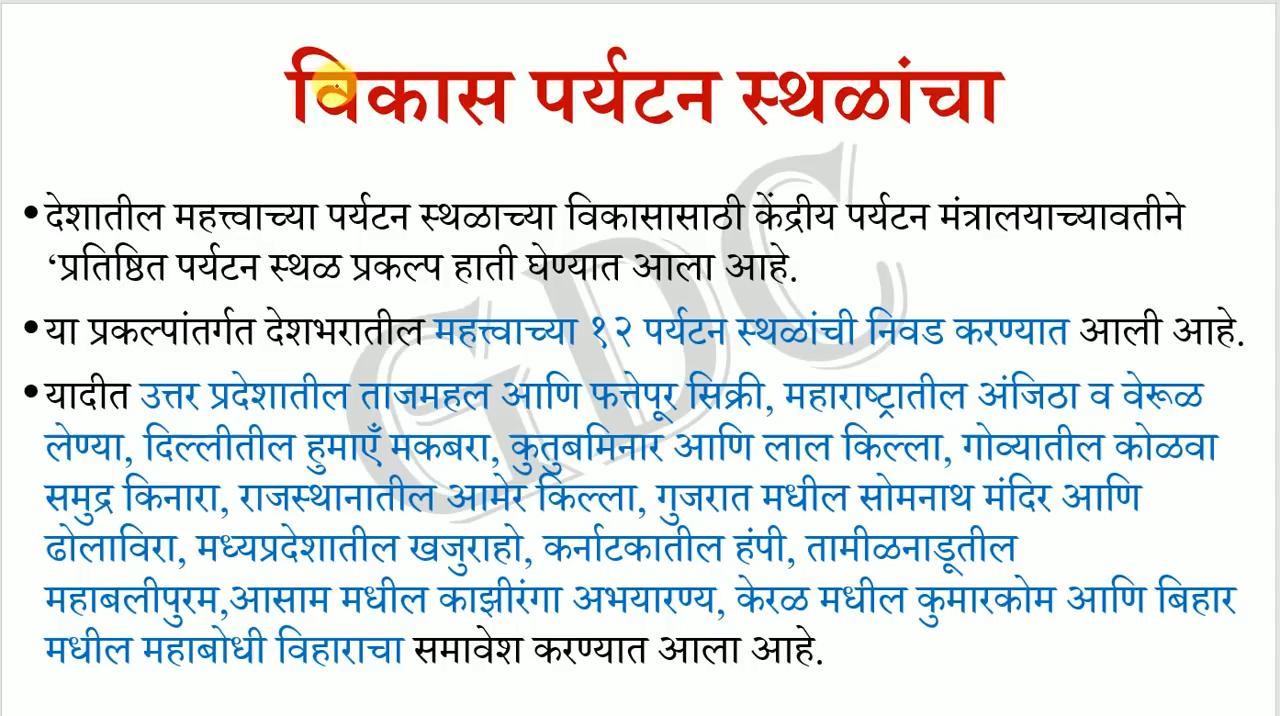 विकास पर्यटन स्थळांचा
•देशातील महत्त्वाच्या पर्यटन स्थळाच्या विकासासाठी केंद्रीय पर्यटन मंत्रालयाच्यावतीने
‘प्रतिष्ठित पर्यटन स्थळ प्रकल्प हाती घेण्यात आला आहे.
•या प्रकल्पांतर्गत देशभरातील महत्त्वाच्या १२ पर्यटन स्थळांची निवड करण्यात आली आहे.
•यादीत उत्तर प्रदेशातील ताजमहल आणि फत्तेपूर सिक्री, महाराष्ट्रातील अंजिठा व वेरूळ
लेण्या, दिल्लीतील हुमाएँ मकबरा, कुतुबमिनार आणि लाल किल्ला, गोव्यातील कोळवा
समुद्र किनारा, राजस्थानातील आमेर किल्ला, गुजरात मधील सोमनाथ मंदिर आणि
ढोलाविरा, मध्यप्रदेशातील खजुराहो, कर्नाटकातील हंपी, तामीळनाडूतील
महाबलीपुरम,आसाम मधील काझीरंगा अभयारण्य, केरळ मधील कुमारकोम आणि बिहार
मधील महाबोधी विहाराचा समावेश करण्यात आला आहे.
GDC